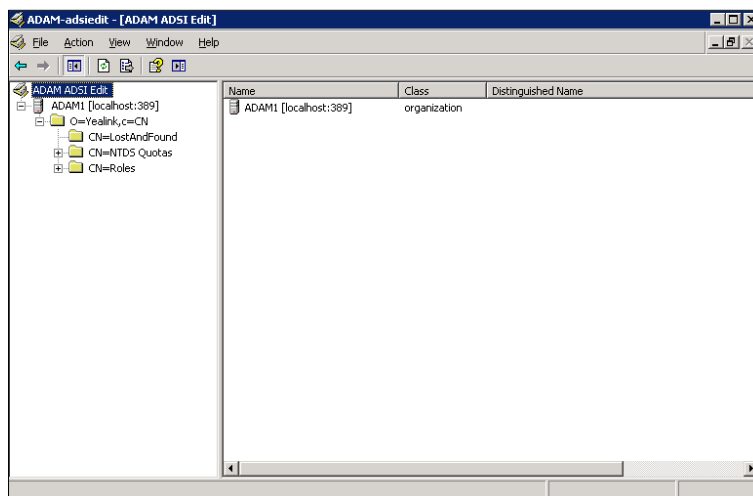 ADAM-adsiedit - [ADAM ADSI Edit]
File Action View Window Help
ADAM ADSI Edit
ADAM1 [localhost:389]
O=Yealink,c=CN
CN=LostAndFound
CN=NTDS Quotas
CN=Roles
Name Class Distinguished Name
ADAM1 [localhost:389] organization